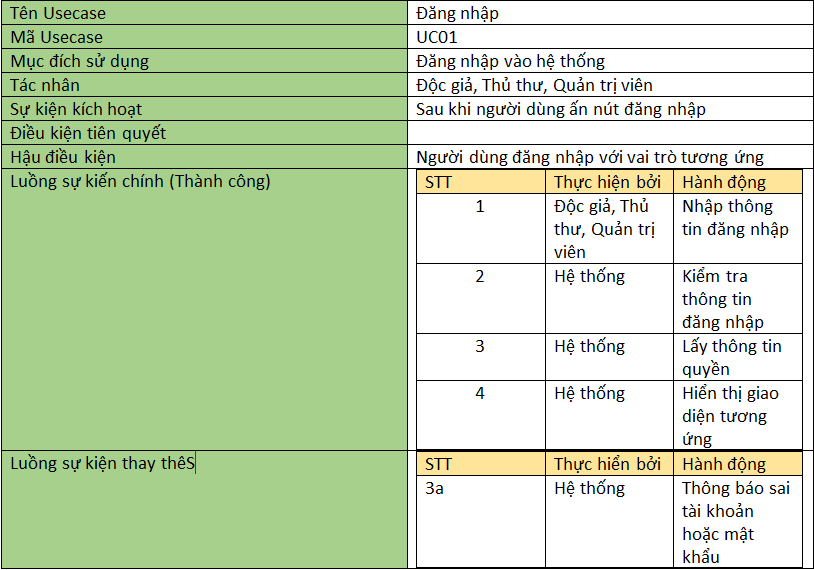 Tên Usecase Đăng nhập
Mã Usecase UC01
Mục đích sử dụng Đăng nhập vào hệ thống
Tác nhân Độc giả, Thủ thư, Quản trị viên
Sự kiện kích hoạt Sau khi người dùng ấn nút đăng nhập
Điều kiện tiên quyết
Hậu điều kiện Người dùng đăng nhập với vai trò tương ứng
Luồng sự kiến chính (Thành công)
STT Thực hiện bởi Hành động
1 Độc giả, Thủ Nhập thông
thư, Quản trị tin đăng nhập
viên
2 Hệ thống Kiểm tra
thông tin
đăng nhập
3 Hệ thống Lấy thông tin
quyền
4 Hệ thống Hiển thị giao
diện tương
ứng
Luồng sự kiện thay thêS
STT Thực hiển bởi Hành động
3a Hệ thống Thông báo sai
tài khoản
hoặc mật
khẩu